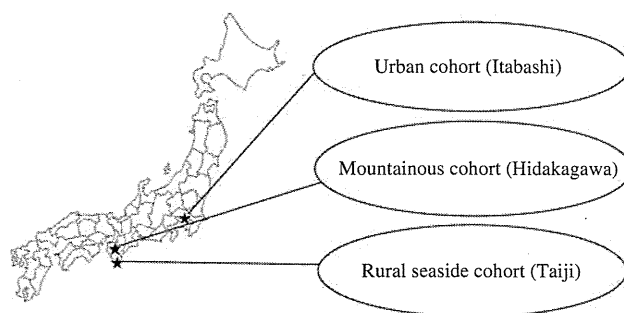 Urban cohort (Itabashi)
Mountainous cohort (Hidakagawa)
Rural seaside cohort (Taiji)